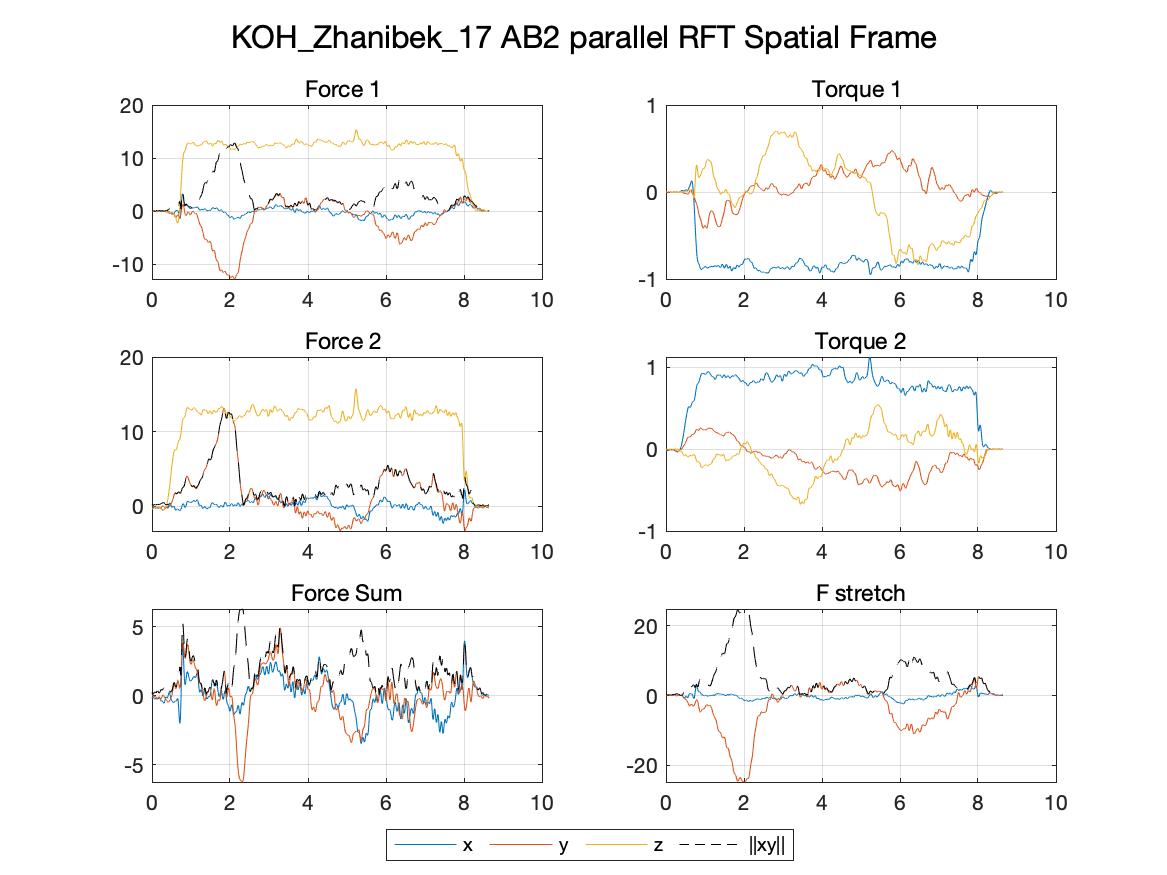 KOH_Zhanibek_17 AB2 parallel RFT Spatial Frame
Force 1
20
10
0
-10
0 2 4 6 8 10
Torque 1
1
0
-1
0 2 4 6 8 10
Force 2
20
10
0
0 2 4 6 8 10
Torque 2
1
0
-1
0 2 4 6 8 10
Force Sum
5
0
-5
0 2 4 6 8 10
F stretch
20
0
-20
0 2 4 6 8 10
x y z ||xy||